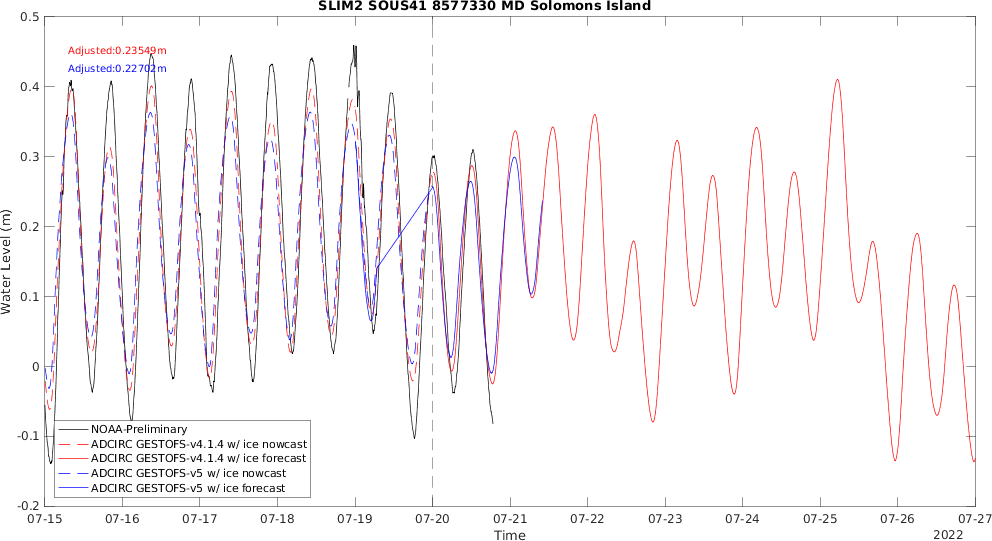 SLIM2 SOUS41 8577330 MD Solomons Island
0.5
Adjusted:0.23549m
Adjusted:0.22702m
0.4
0.3
0.2
0.1
0
-0.1
-0.2
Water Level (m)
NOAA-Preliminary
ADCIRC GESTOFS-v4.1.4 w/ ice nowcast
ADCIRC GESTOFS-v4.1.4 w/ ice forecast
ADCIRC GESTOFS-v5 w/ ice nowcast
ADCIRC GESTOFS-v5 w/ ice forecast
07-15 07-16 07-17 07-18 07-19 07-20 07-21 07-22 07-23 07-24 07-25 07-26 07-27
Time
2022